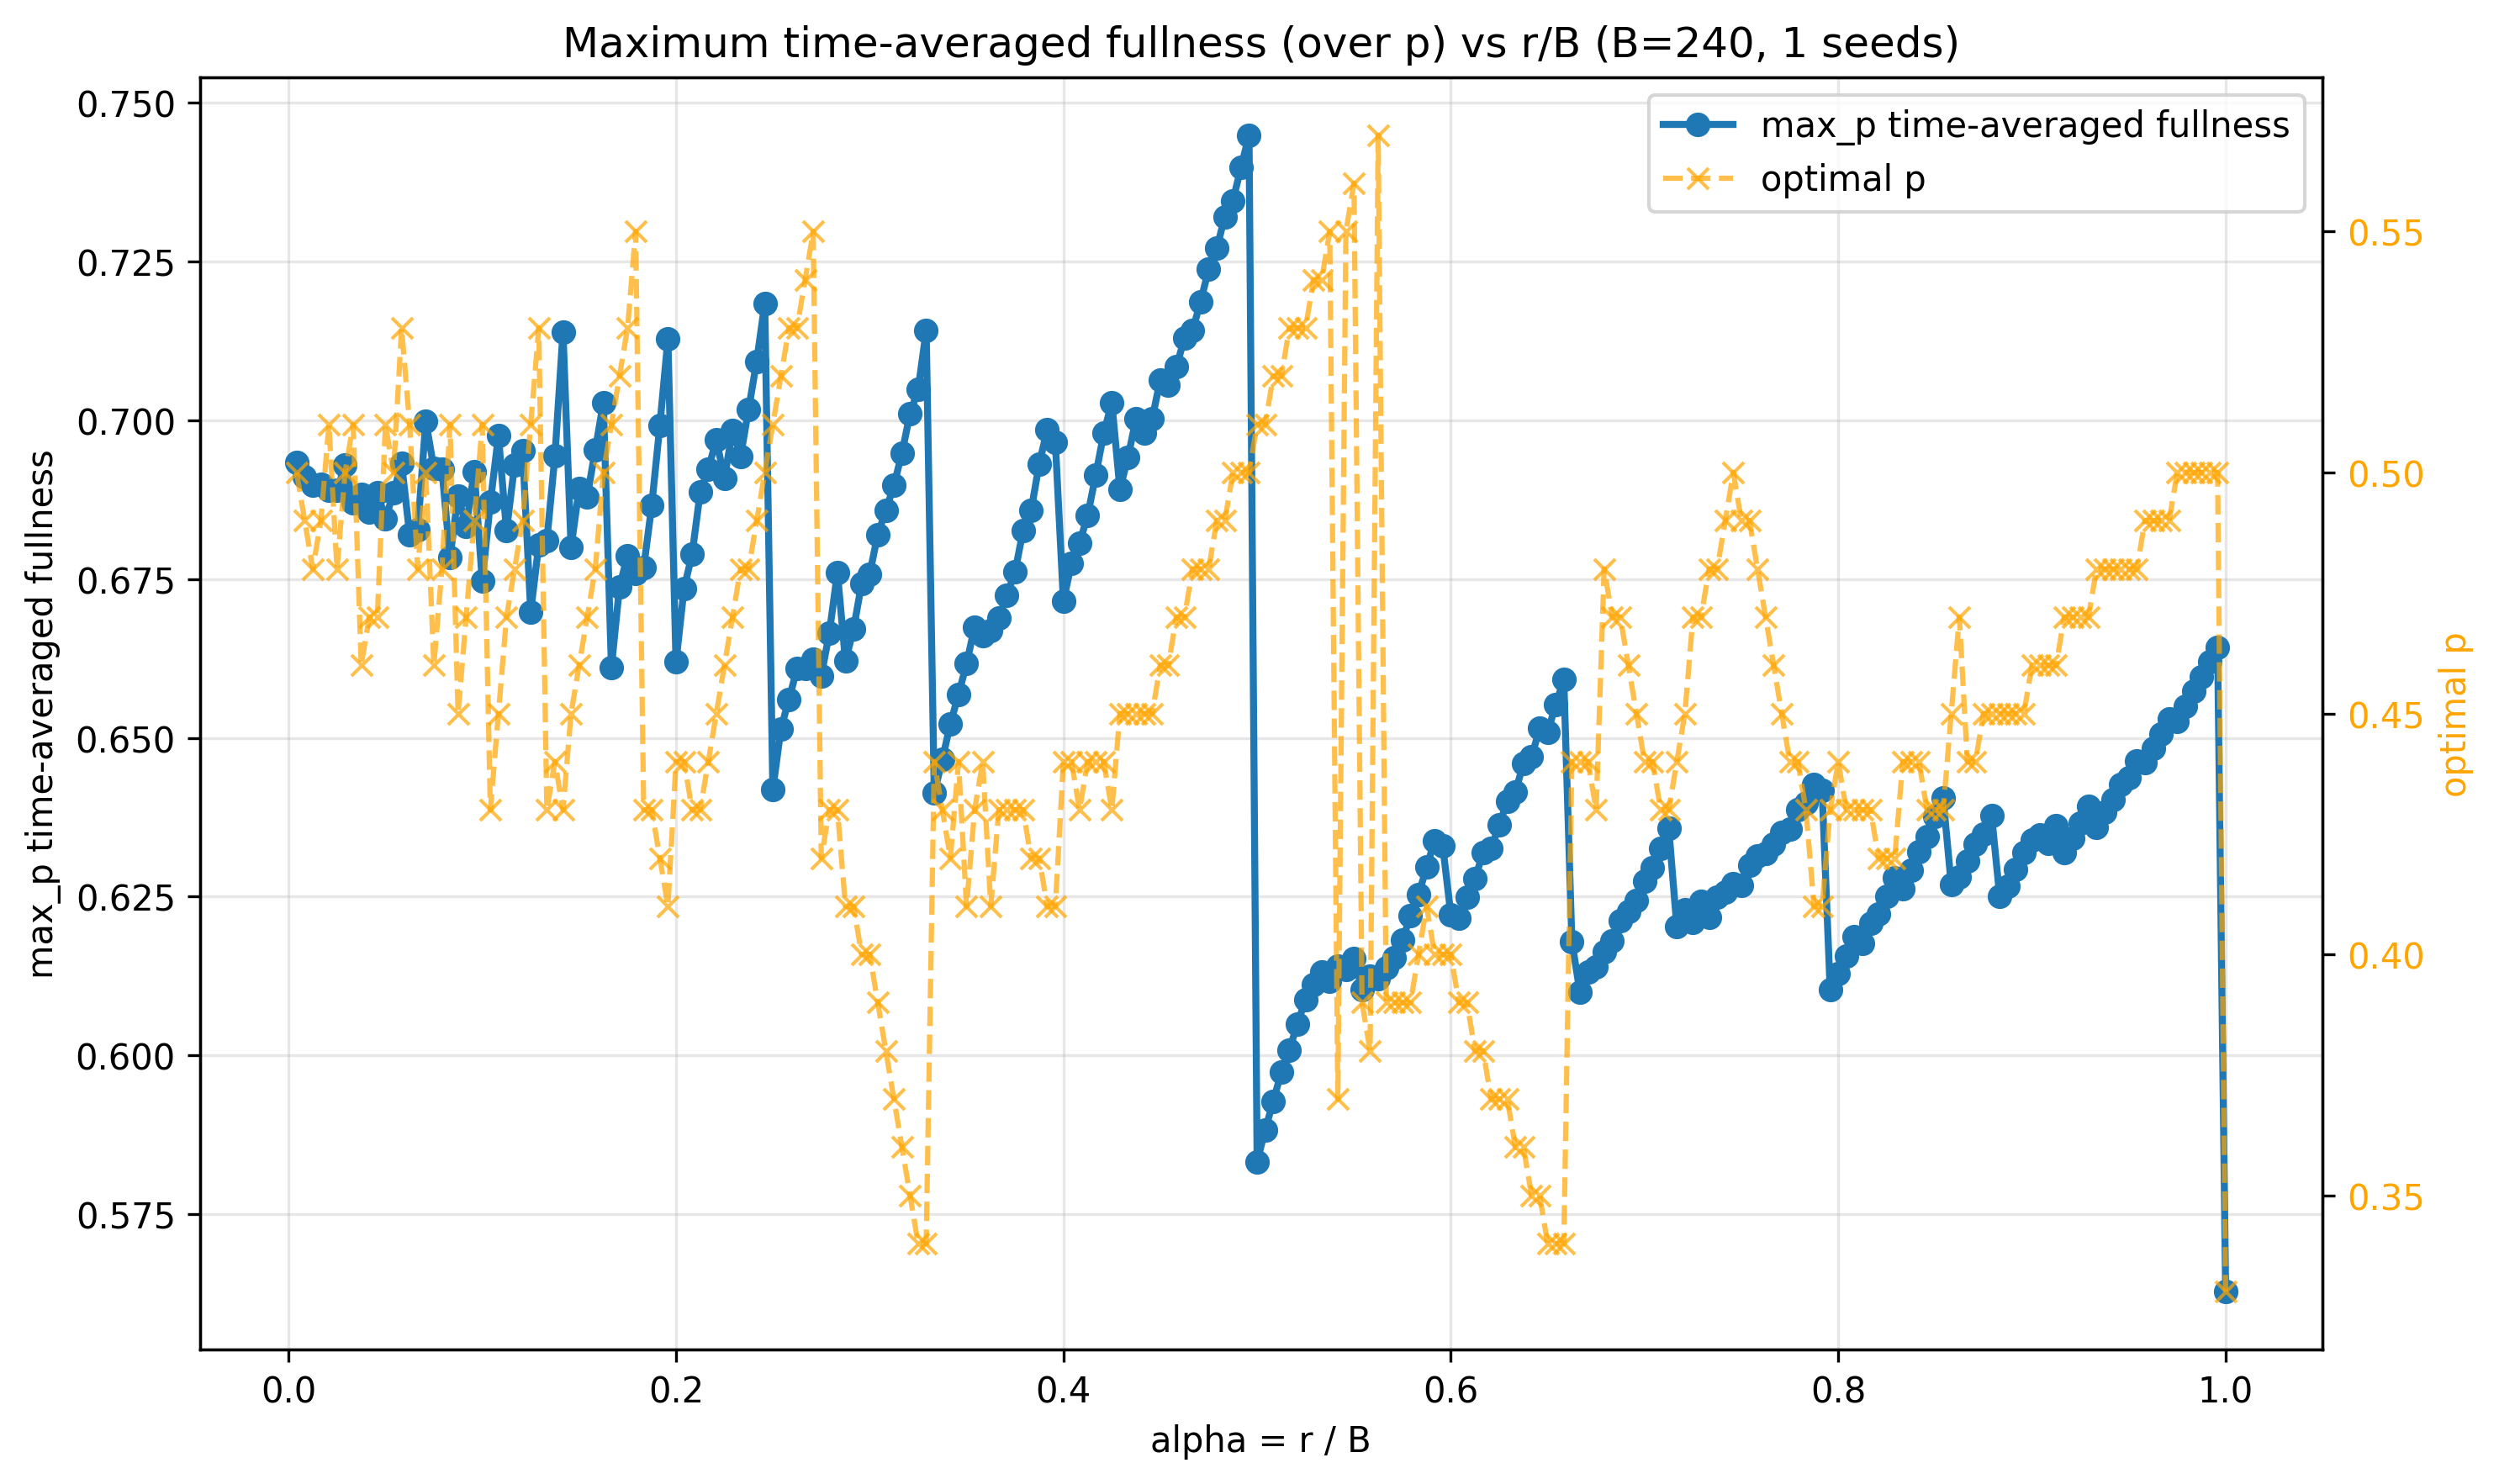 Maximum time-averaged fullness (over p) vs r/B (B=240, 1 seeds)
max_p time-averaged fullness
optimal p
0.750
0.725
0.700
0.675
0.650
0.625
0.600
0.575
max_p time-averaged fullness
0.55
0.50
0.45
0.40
0.35
optimal p
0.0 0.2 0.4 0.6 0.8 1.0
alpha = r / B